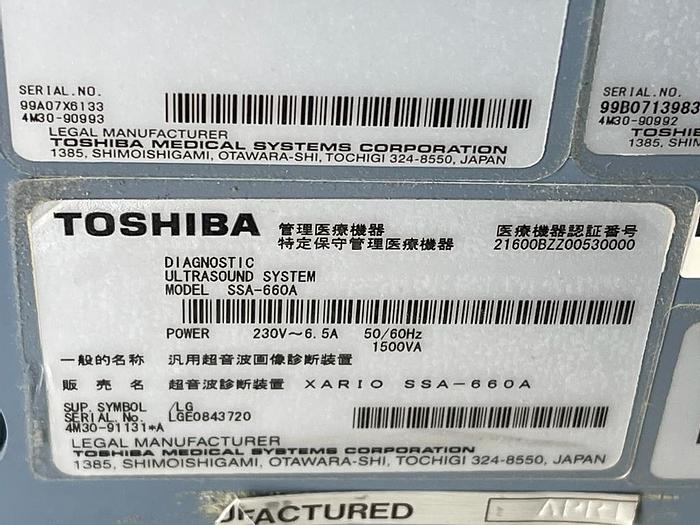 SERIAL.NO.
99A07X6133
4M30-90993
LEGAL MANUFACTURER
TOSHIBA MEDICAL SYSTEMS CORPORATION
1385, SHIMOISHIGAMI, OTAWARA-SHI, TOCHIGI 324-8550, JAPAN
SERIAL.NO.
99B0713983
4M30-90992
TOSHIB
1385, SHIMOISHIGAM
TOSHIBA 管理医療機器 医療機器認証番号
特定保守管理医療機器 21600BZZ00530000
DIAGNOSTIC
ULTRASOUND SYSTEM
MODEL SSA-660A
POWER 230V～6.5A 50/60Hz
1500VA
一般的名称 汎用超音波画像診断装置
販売名 超音波診断装置 XARIO SSA-660A
SUP. SYMBOL /LG
SERIAL. No. LGE0843720
4M30-91131*A
LEGAL MANUFACTURER
TOSHIBA MEDICAL SYSTEMS CORPORATION
1385, SHIMOISHIGAMI, OTAWARA-SHI, TOCHIGI 324-8550, JAPAN
UFACTURED